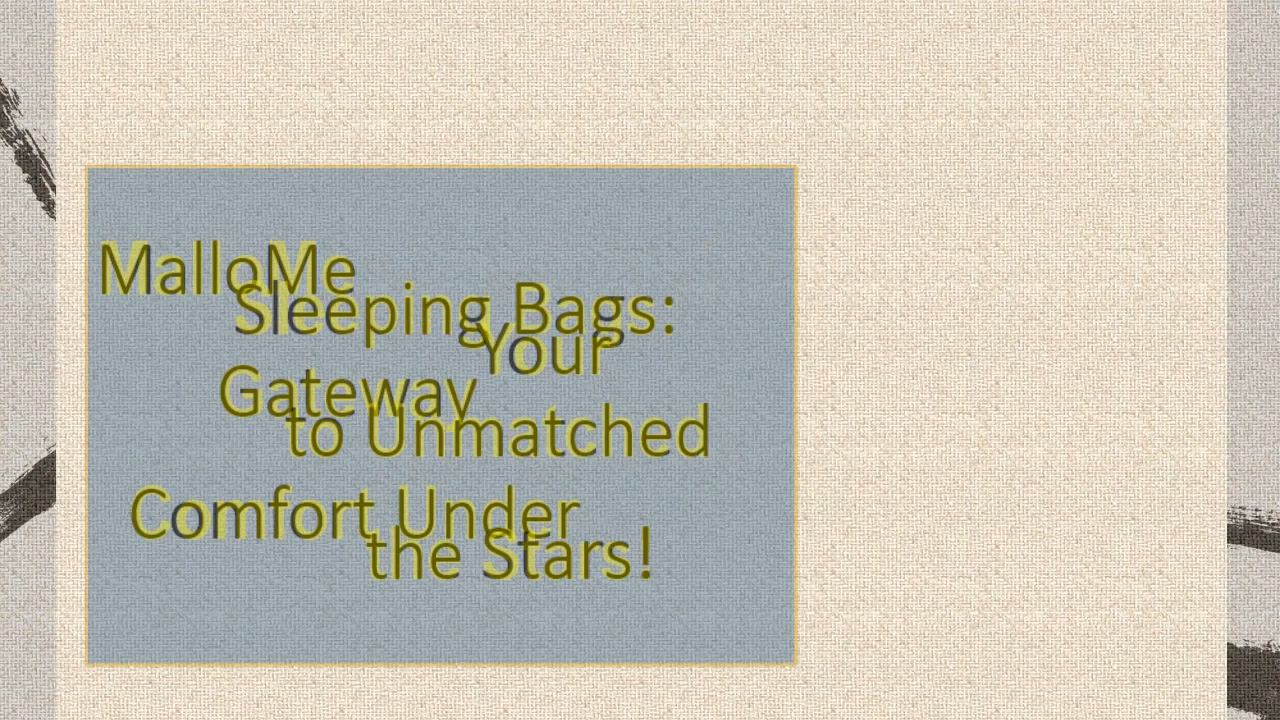 MalloMe
Sleeping Bags:
Your
Gateway
to Unmatched
Comfort Under
the Stars!